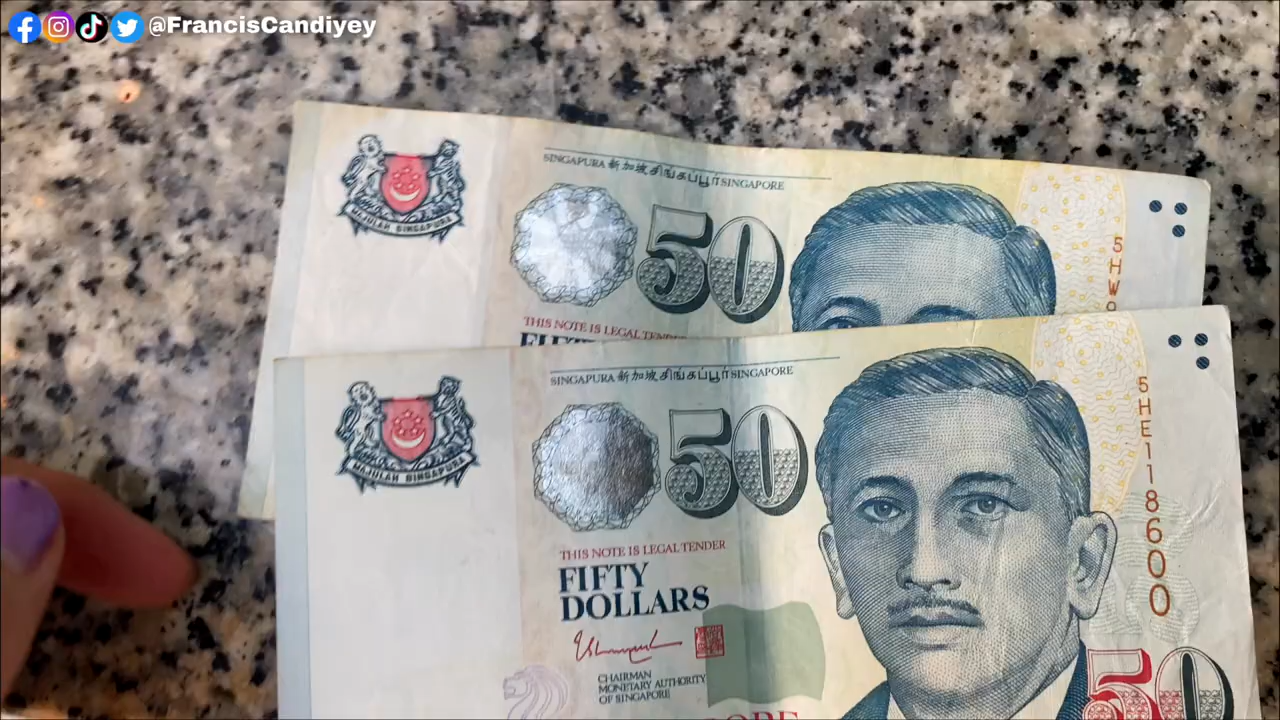 @FrancisCandiyey
MAJULAH SINGAPURA
SINGAPURA 新加坡 சிங்கப்பூர் SINGAPORE
50
5HW9
THIS NOTE IS LEGAL TENDER
MAJULAH SINGAPURA
SINGAPURA 新加坡 சிங்கப்பூர் SINGAPORE
50
5HE118600
THIS NOTE IS LEGAL TENDER
FIFTY
DOLLARS
CHAIRMAN
MONETARY AUTHORITY
OF SINGAPORE
50